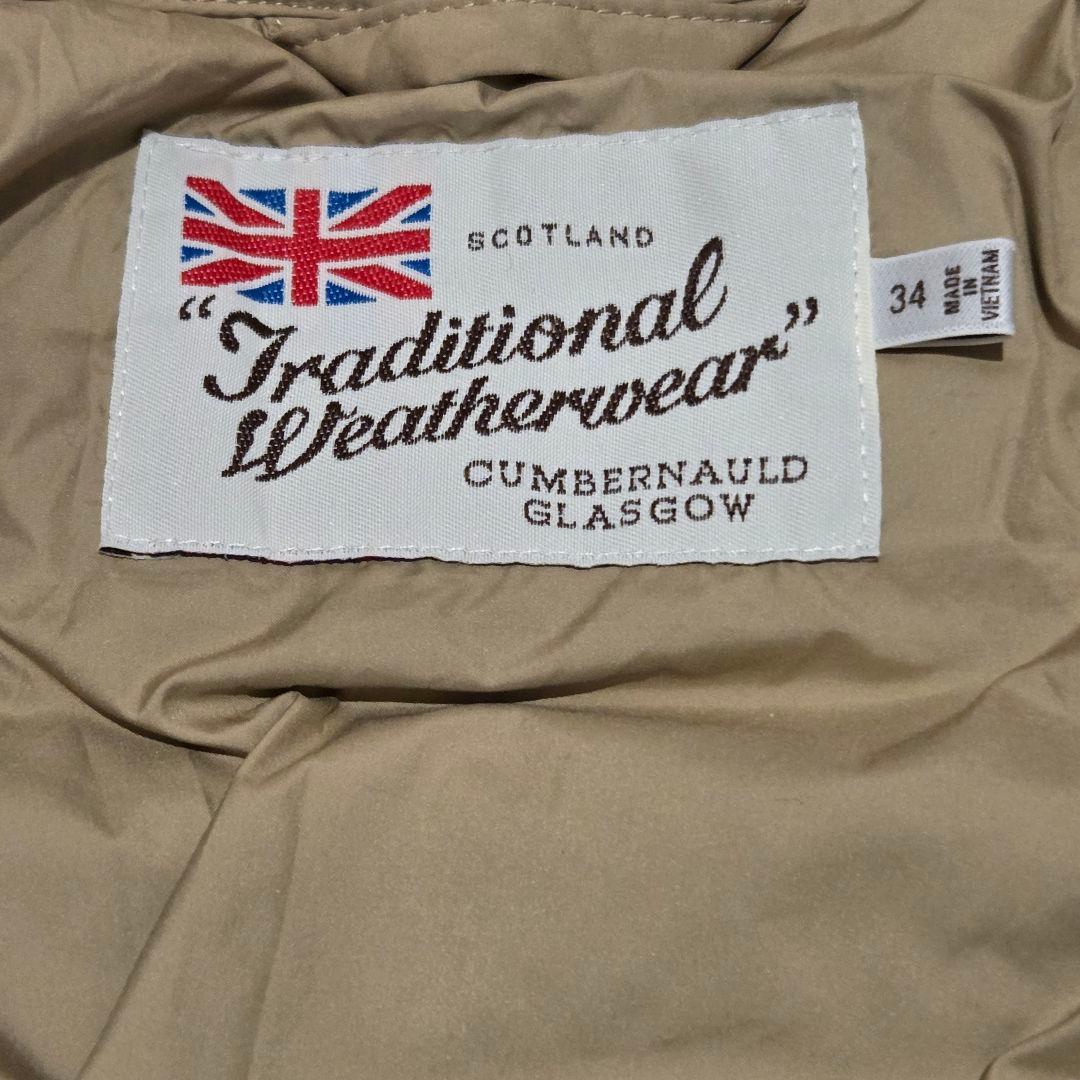 SCOTLAND
“Traditional
Weatherwear”
CUMBERNAULD
GLASGOW
34
MADE
IN
VIETNAM